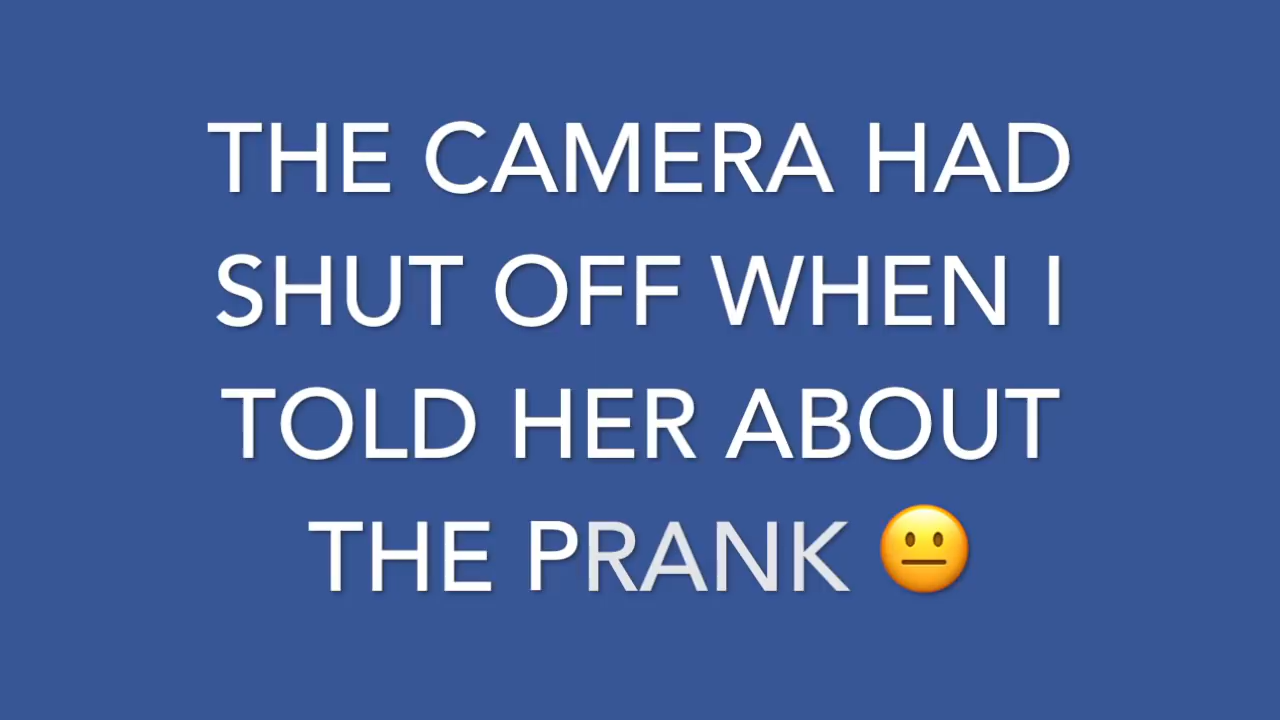 THE CAMERA HAD
SHUT OFF WHEN I
TOLD HER ABOUT
THE PRANK 😐